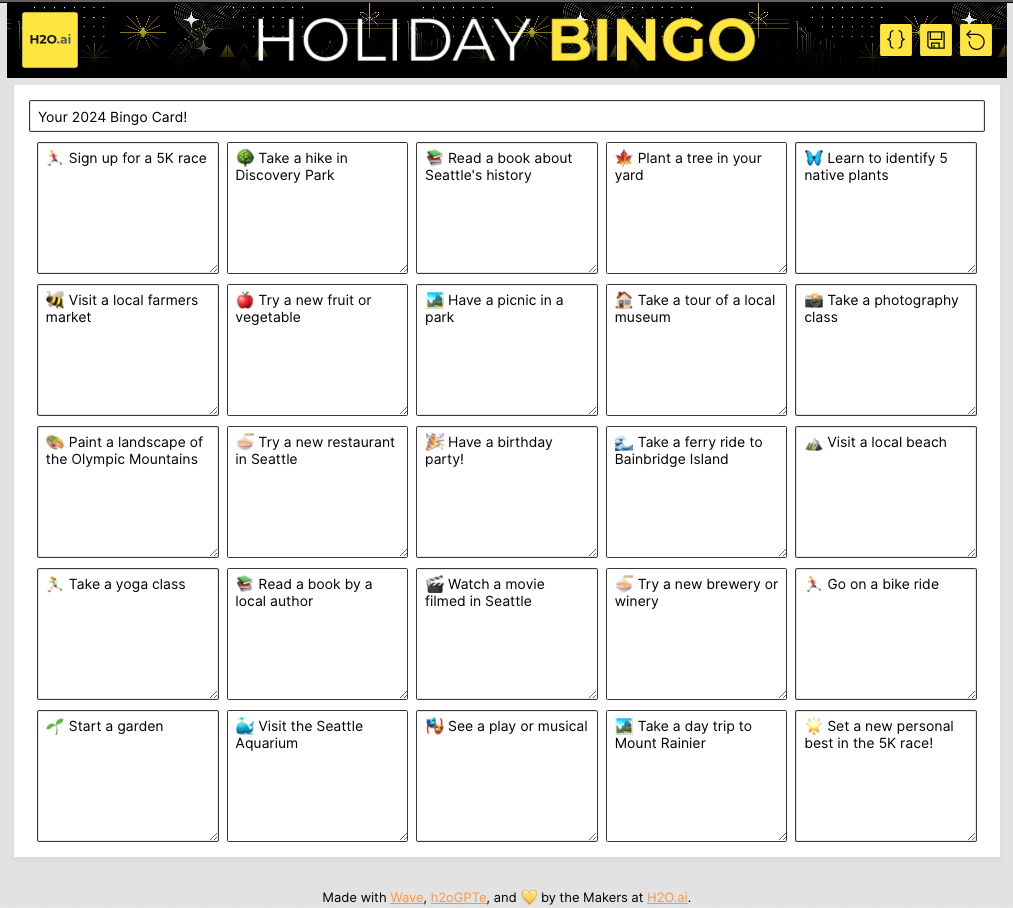 H2O.ai
HOLIDAY BINGO
{}
Your 2024 Bingo Card!
🏃‍♀️ Sign up for a 5K race
🌳 Take a hike in
Discovery Park
📚 Read a book about
Seattle's history
🍁 Plant a tree in your
yard
🦋 Learn to identify 5
native plants
🐝 Visit a local farmers
market
🍎 Try a new fruit or
vegetable
🏞️ Have a picnic in a
park
🏠 Take a tour of a local
museum
📸 Take a photography
class
🎨 Paint a landscape of
the Olympic Mountains
🍜 Try a new restaurant
in Seattle
🎉 Have a birthday
party!
🌊 Take a ferry ride to
Bainbridge Island
🏔️ Visit a local beach
🏃‍♂️ Take a yoga class
📚 Read a book by a
local author
🎬 Watch a movie
filmed in Seattle
🍜 Try a new brewery or
winery
🏃‍♀️ Go on a bike ride
🌱 Start a garden
🐳 Visit the Seattle
Aquarium
🎭 See a play or musical
🏞️ Take a day trip to
Mount Rainier
🌟 Set a new personal
best in the 5K race!
Made with Wave, h2oGPTe, and 💛 by the Makers at H2O.ai.